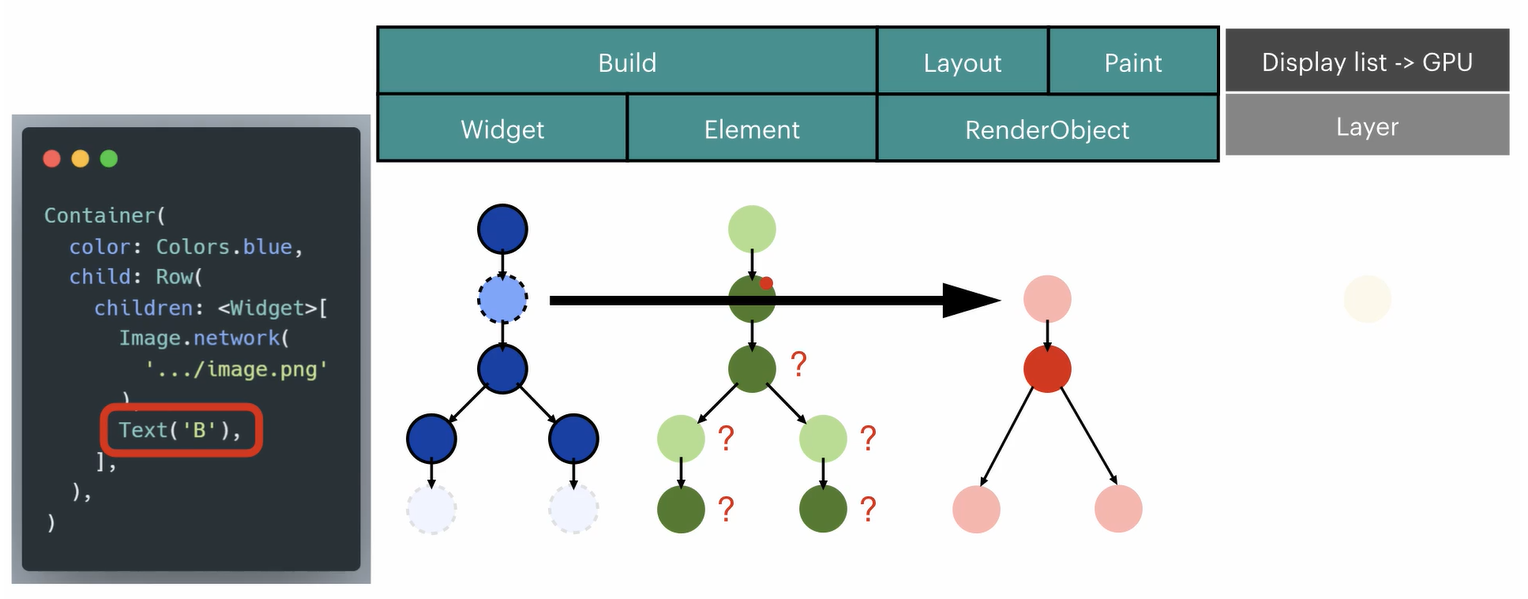 Build
Layout
Paint
Display list -> GPU
Widget
Element
RenderObject
Layer
Container(
color: Colors.blue,
child: Row(
children: <Widget>[
Image.network(
'.../image.png'
),
Text('B'),
],
),
)
?
?
?
?
?